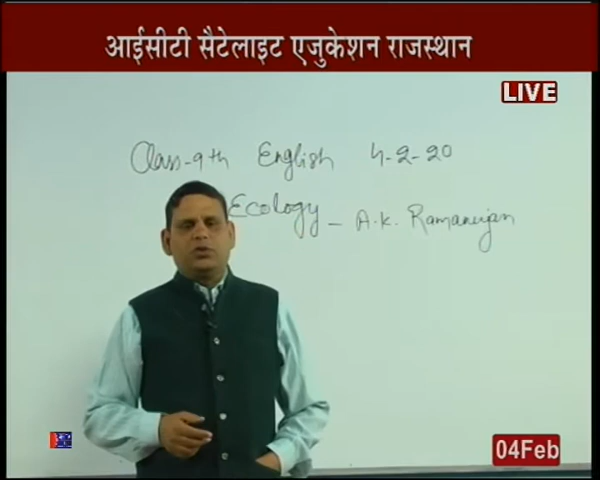 आईसीटी सैटेलाइट एजुकेशन राजस्थान
LIVE
Class-9th English 4-2-20
Ecology - A.K. Ramanujan
04Feb